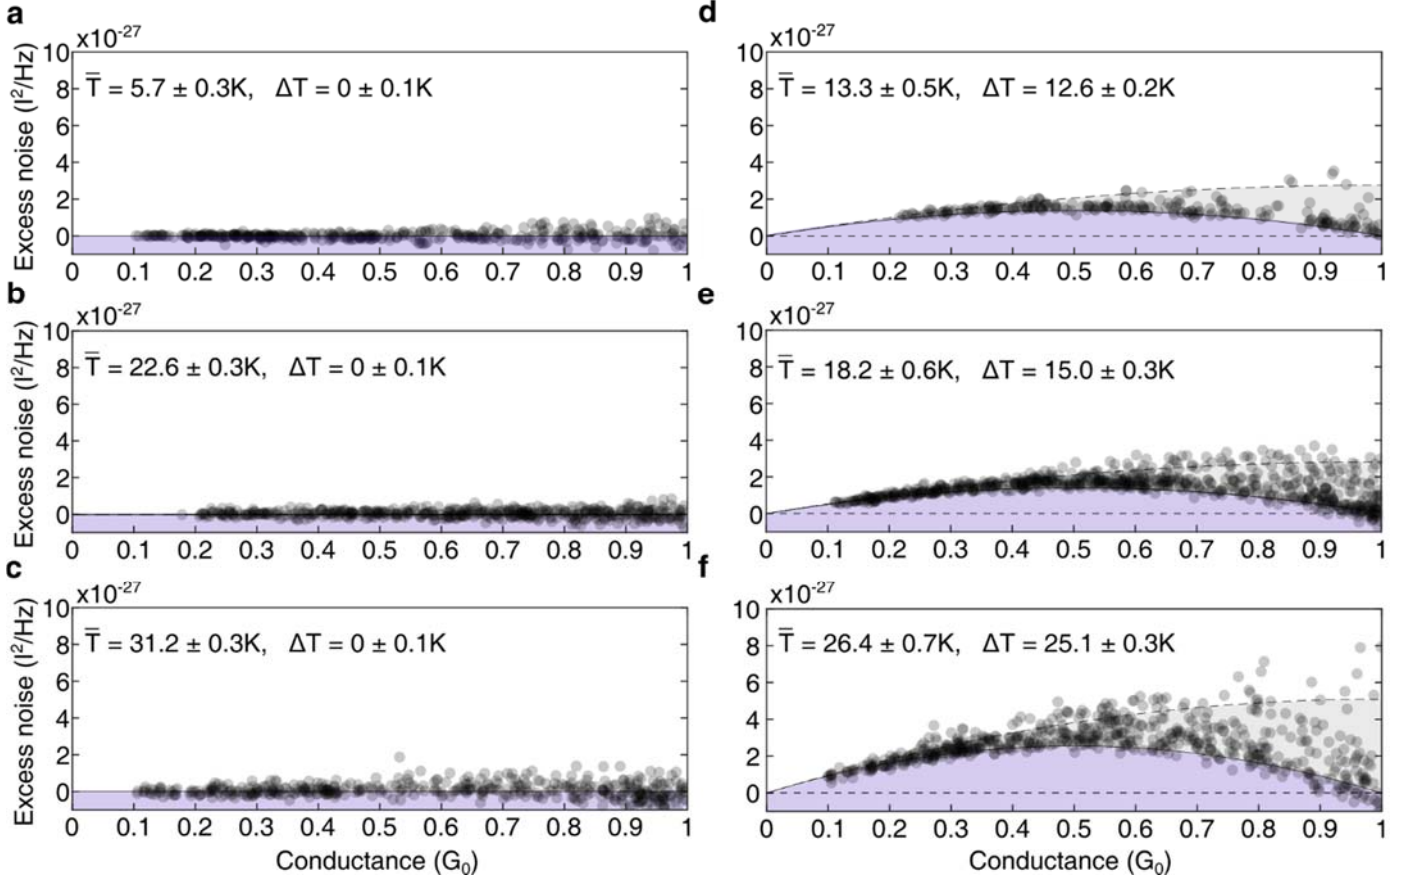 a
x10⁻²⁷
T̅ = 5.7 ± 0.3K, ΔT = 0 ± 0.1K
Excess noise (I²/Hz)
10
8
6
4
2
0
0 0.1 0.2 0.3 0.4 0.5 0.6 0.7 0.8 0.9 1
b
x10⁻²⁷
T̅ = 22.6 ± 0.3K, ΔT = 0 ± 0.1K
Excess noise (I²/Hz)
10
8
6
4
2
0
0 0.1 0.2 0.3 0.4 0.5 0.6 0.7 0.8 0.9 1
c
x10⁻²⁷
T̅ = 31.2 ± 0.3K, ΔT = 0 ± 0.1K
Excess noise (I²/Hz)
10
8
6
4
2
0
0 0.1 0.2 0.3 0.4 0.5 0.6 0.7 0.8 0.9 1
Conductance (G₀)
d
x10⁻²⁷
T̅ = 13.3 ± 0.5K, ΔT = 12.6 ± 0.2K
10
8
6
4
2
0
0 0.1 0.2 0.3 0.4 0.5 0.6 0.7 0.8 0.9 1
e
x10⁻²⁷
T̅ = 18.2 ± 0.6K, ΔT = 15.0 ± 0.3K
10
8
6
4
2
0
0 0.1 0.2 0.3 0.4 0.5 0.6 0.7 0.8 0.9 1
f
x10⁻²⁷
T̅ = 26.4 ± 0.7K, ΔT = 25.1 ± 0.3K
10
8
6
4
2
0
0 0.1 0.2 0.3 0.4 0.5 0.6 0.7 0.8 0.9 1
Conductance (G₀)